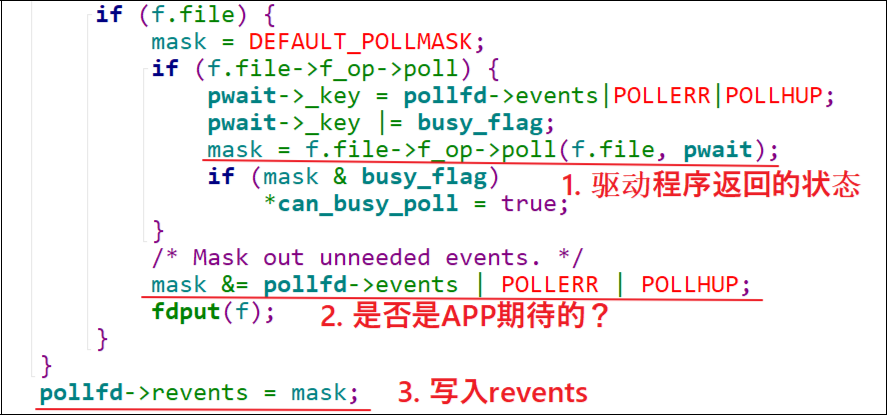 if (f.file) {
mask = DEFAULT_POLLMASK;
if (f.file->f_op->poll) {
pwait->_key = pollfd->events|POLLERR|POLLHUP;
pwait->_key |= busy_flag;
mask = f.file->f_op->poll(f.file, pwait);
if (mask & busy_flag)
1. 驱动程序返回的状态
*can_busy_poll = true;
}
/* Mask out unneeded events. */
mask &= pollfd->events | POLLERR | POLLHUP;
fdput(f);
2. 是否是APP期待的？
}
}
pollfd->revents = mask;
3. 写入revents